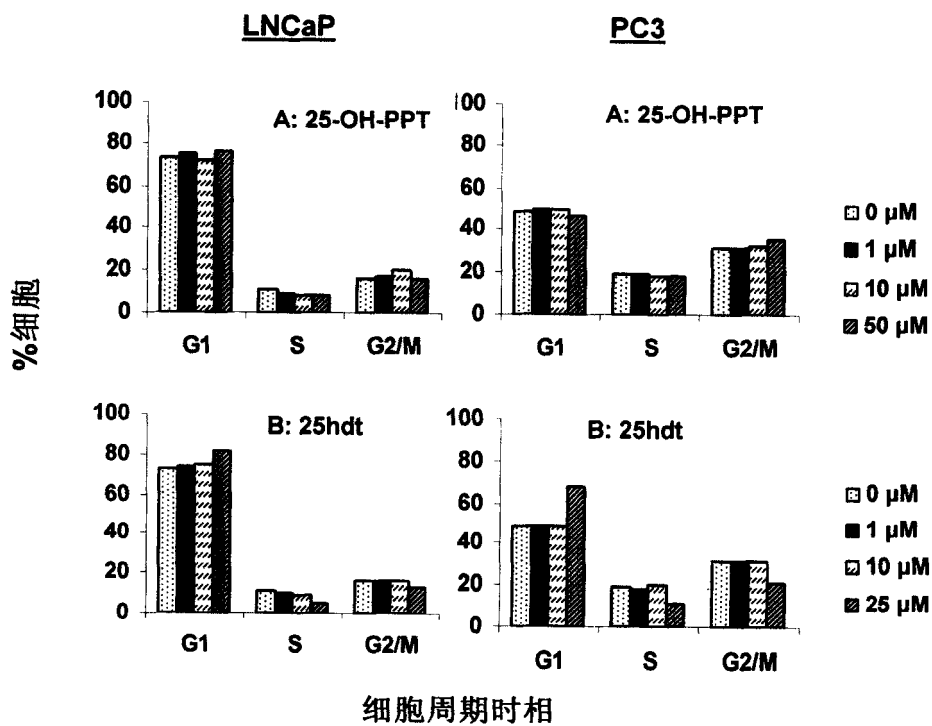 LNCaP
PC3
100
80
60
40
20
0
A: 25-OH-PPT
G1 S G2/M
100
80
60
40
20
0
A: 25-OH-PPT
G1 S G2/M
0 µM
1 µM
10 µM
50 µM
%细胞
100
80
60
40
20
0
B: 25hdt
G1 S G2/M
100
80
60
40
20
0
B: 25hdt
G1 S G2/M
0 µM
1 µM
10 µM
25 µM
细胞周期时相